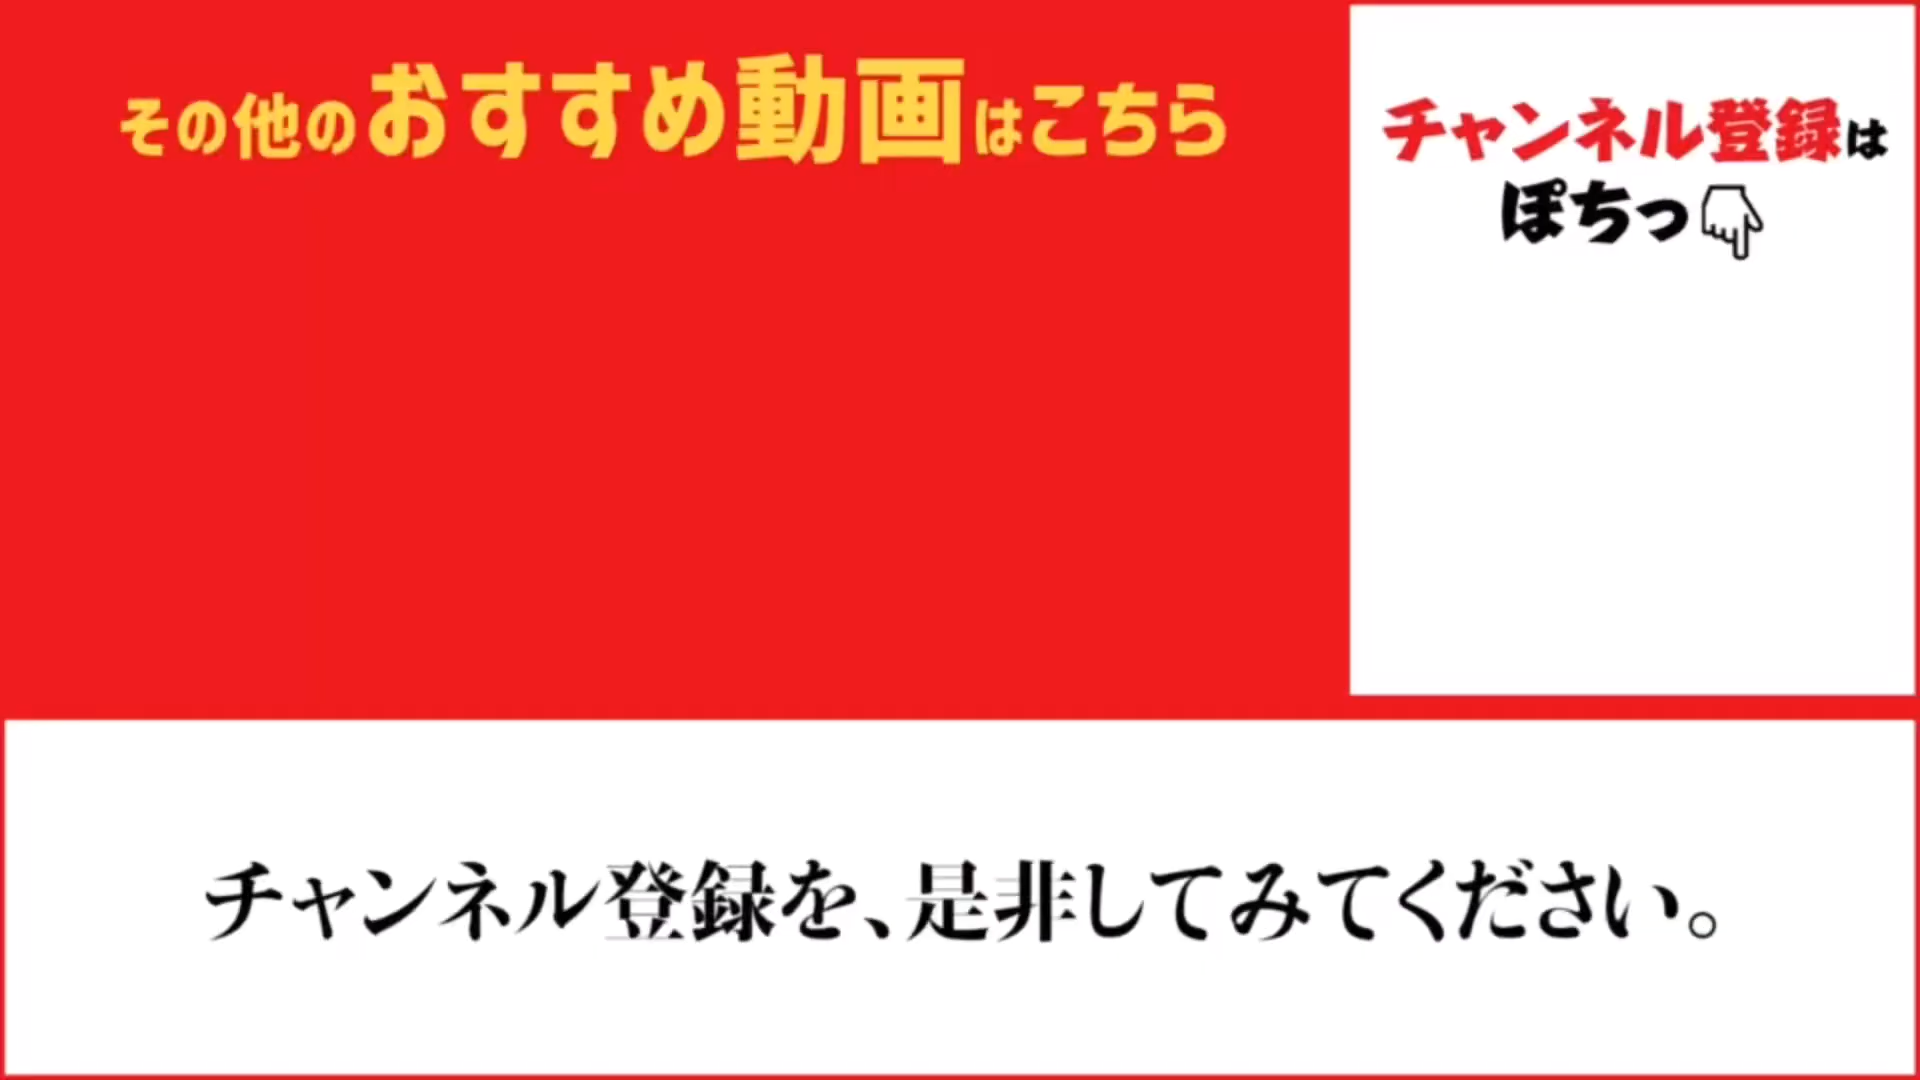 その他のおすすめ動画はこちら
チャンネル登録は
ぽちっ
チャンネル登録を、是非してみてください。